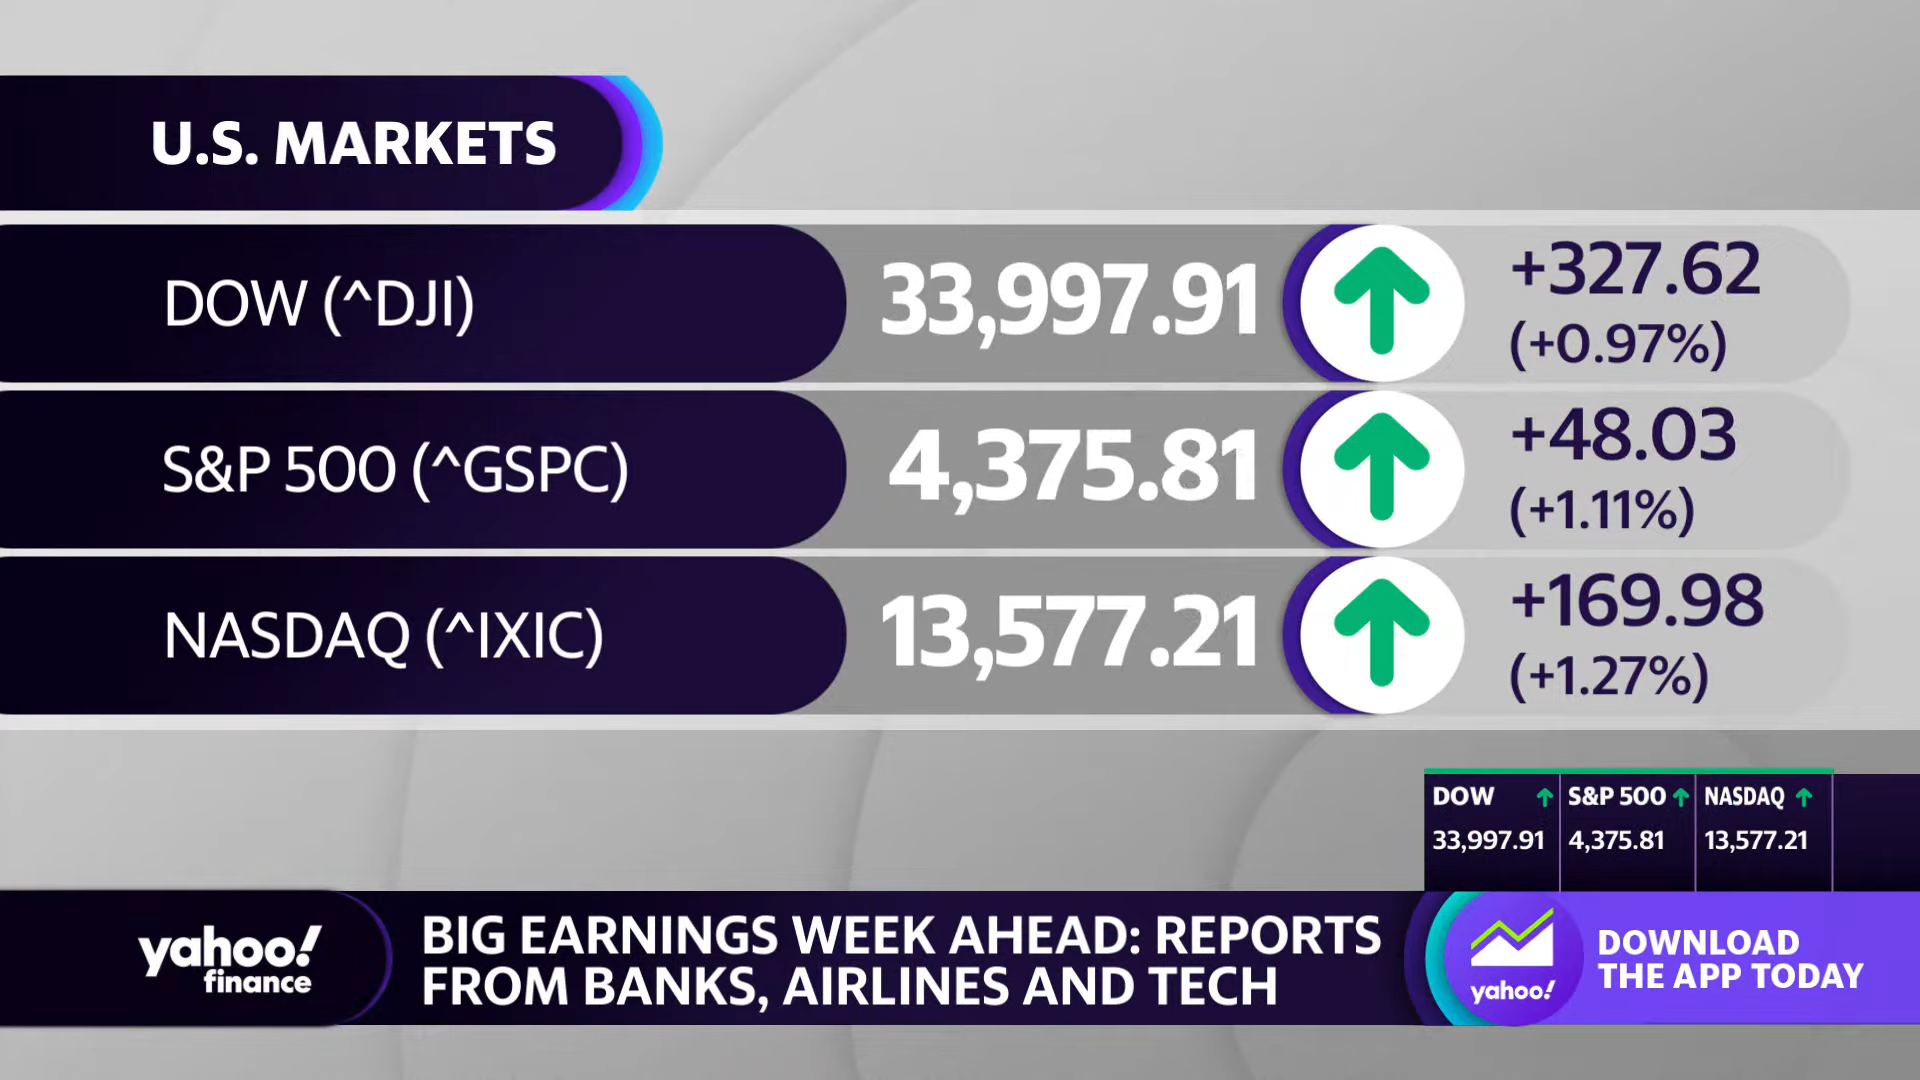 U.S. MARKETS
DOW (^DJI) 33,997.91 +327.62 (+0.97%)
S&P 500 (^GSPC) 4,375.81 +48.03 (+1.11%)
NASDAQ (^IXIC) 13,577.21 +169.98 (+1.27%)
DOW S&P 500 NASDAQ
33,997.91 4,375.81 13,577.21
yahoo!
finance
BIG EARNINGS WEEK AHEAD: REPORTS
FROM BANKS, AIRLINES AND TECH
yahoo!
DOWNLOAD
THE APP TODAY